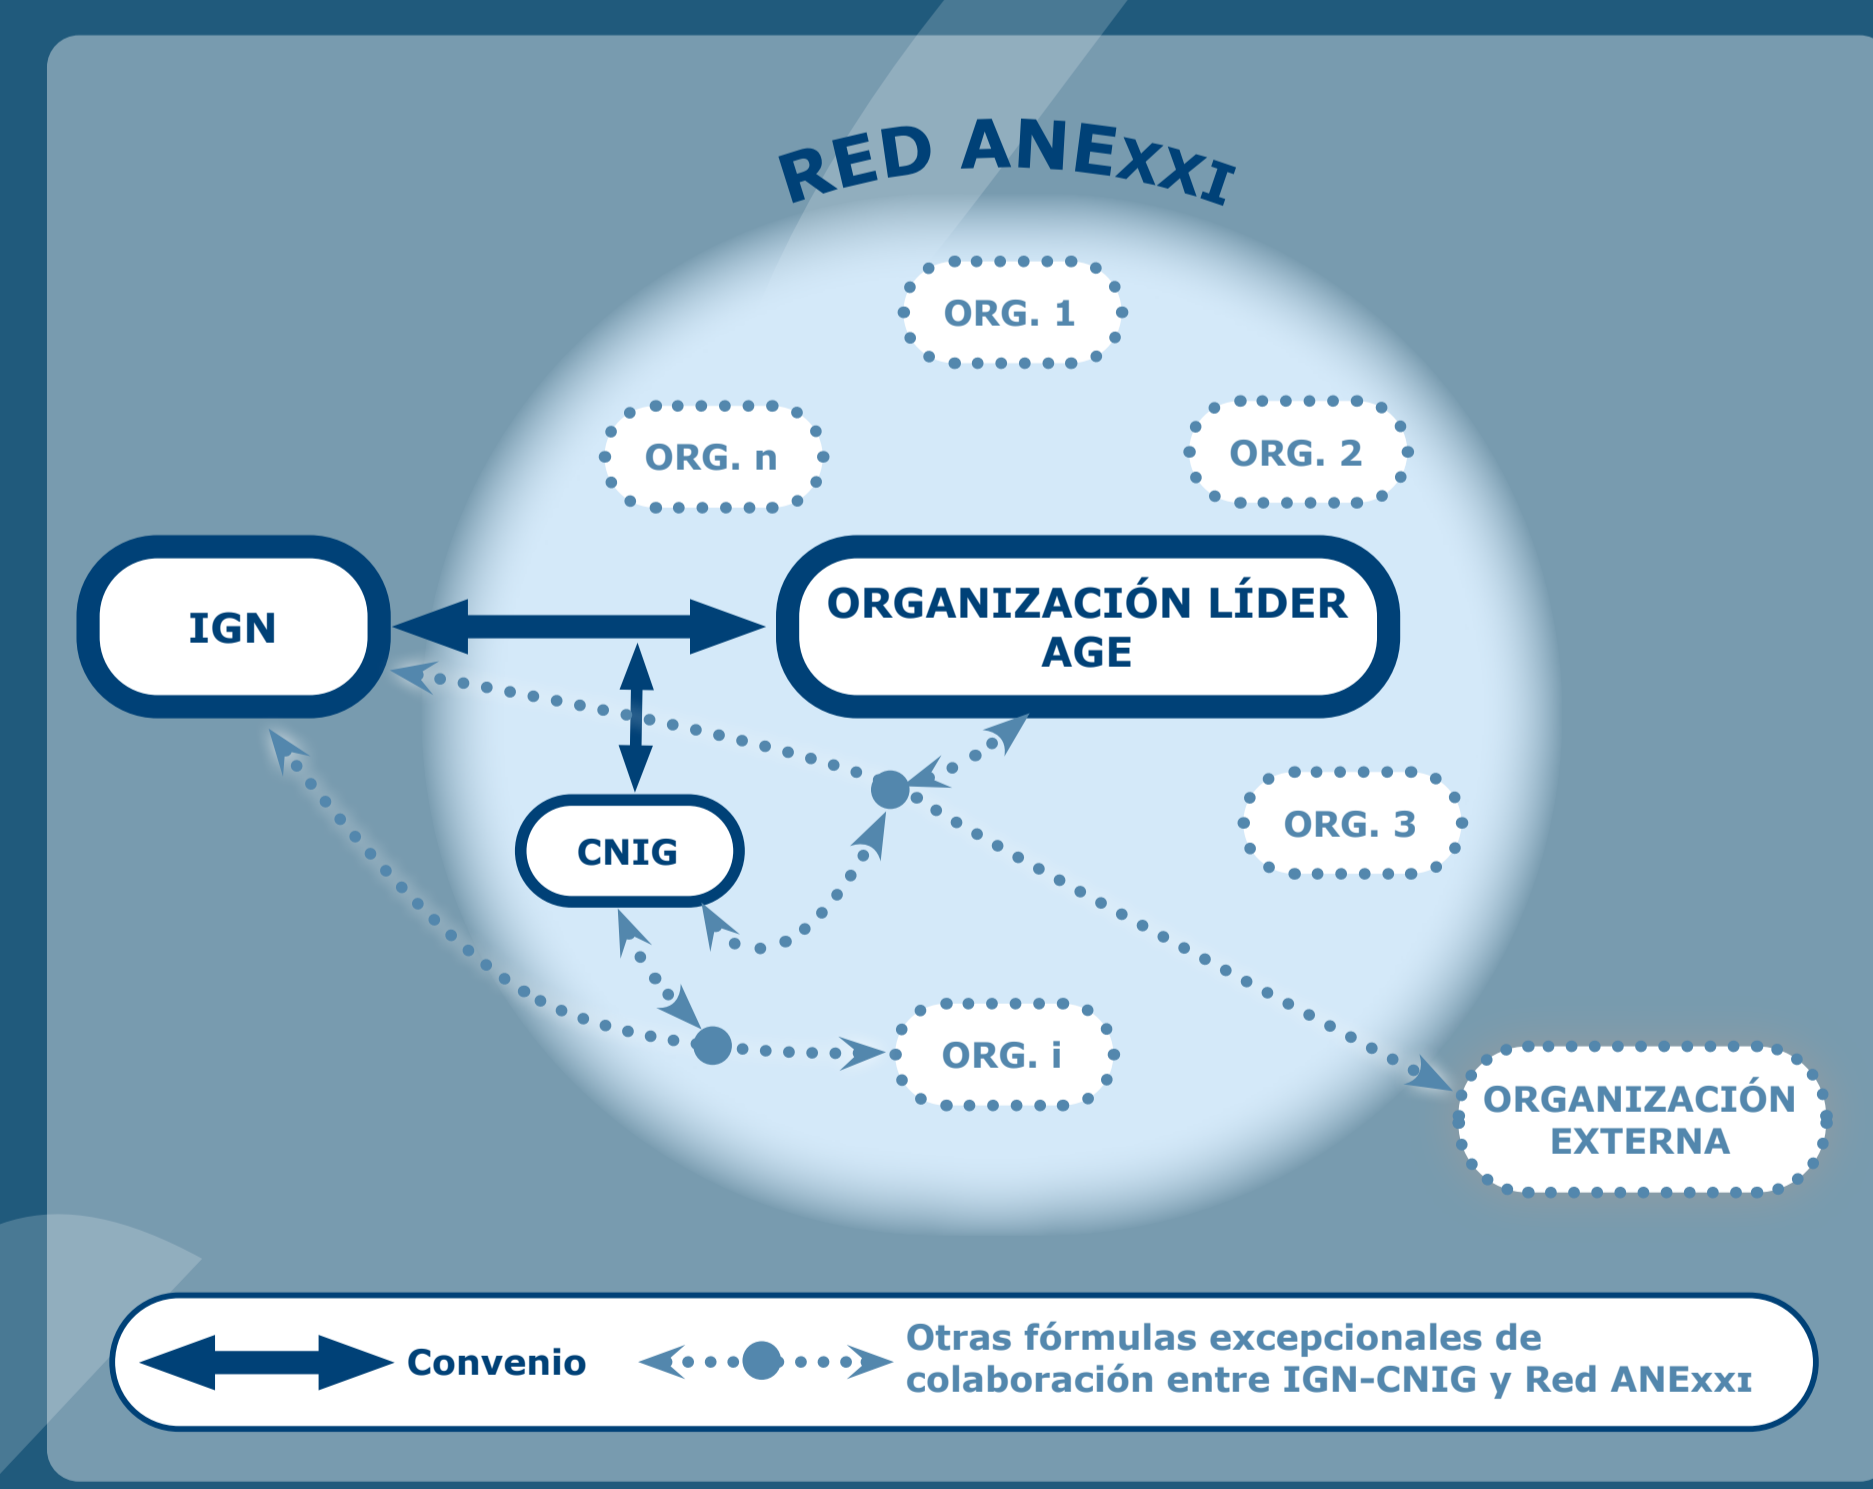 RED ANExxI
ORG. 1
ORG. n
ORG. 2
IGN
ORGANIZACIÓN LÍDER
AGE
ORG. 3
CNIG
ORG. i
ORGANIZACIÓN
EXTERNA
Convenio
Otras fórmulas excepcionales de
colaboración entre IGN-CNIG y Red ANExxI